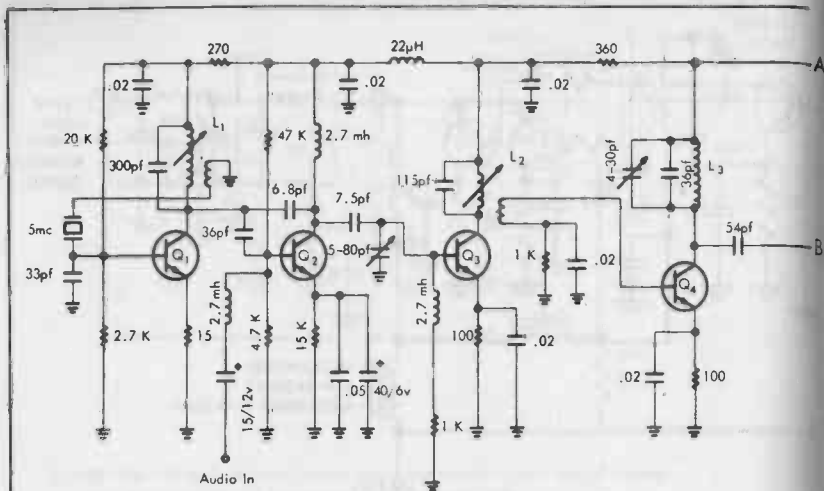 270
22μH
360
A
.02
.02
.02
20 K
L1
47 K
2.7 mh
L2
300pf
115pf
4-30pf
36pf
L3
6.8pf
7.5pf
54pf
B
5mc
36pf
5-80pf
1 K
.02
33pf
Q1
Q2
Q3
Q4
2.7 K
15
2.7 mh
4.7 K
15 K
2.7 mh
100
.02
.02
100
15/12v
.05
40/6v
1 K
Audio In